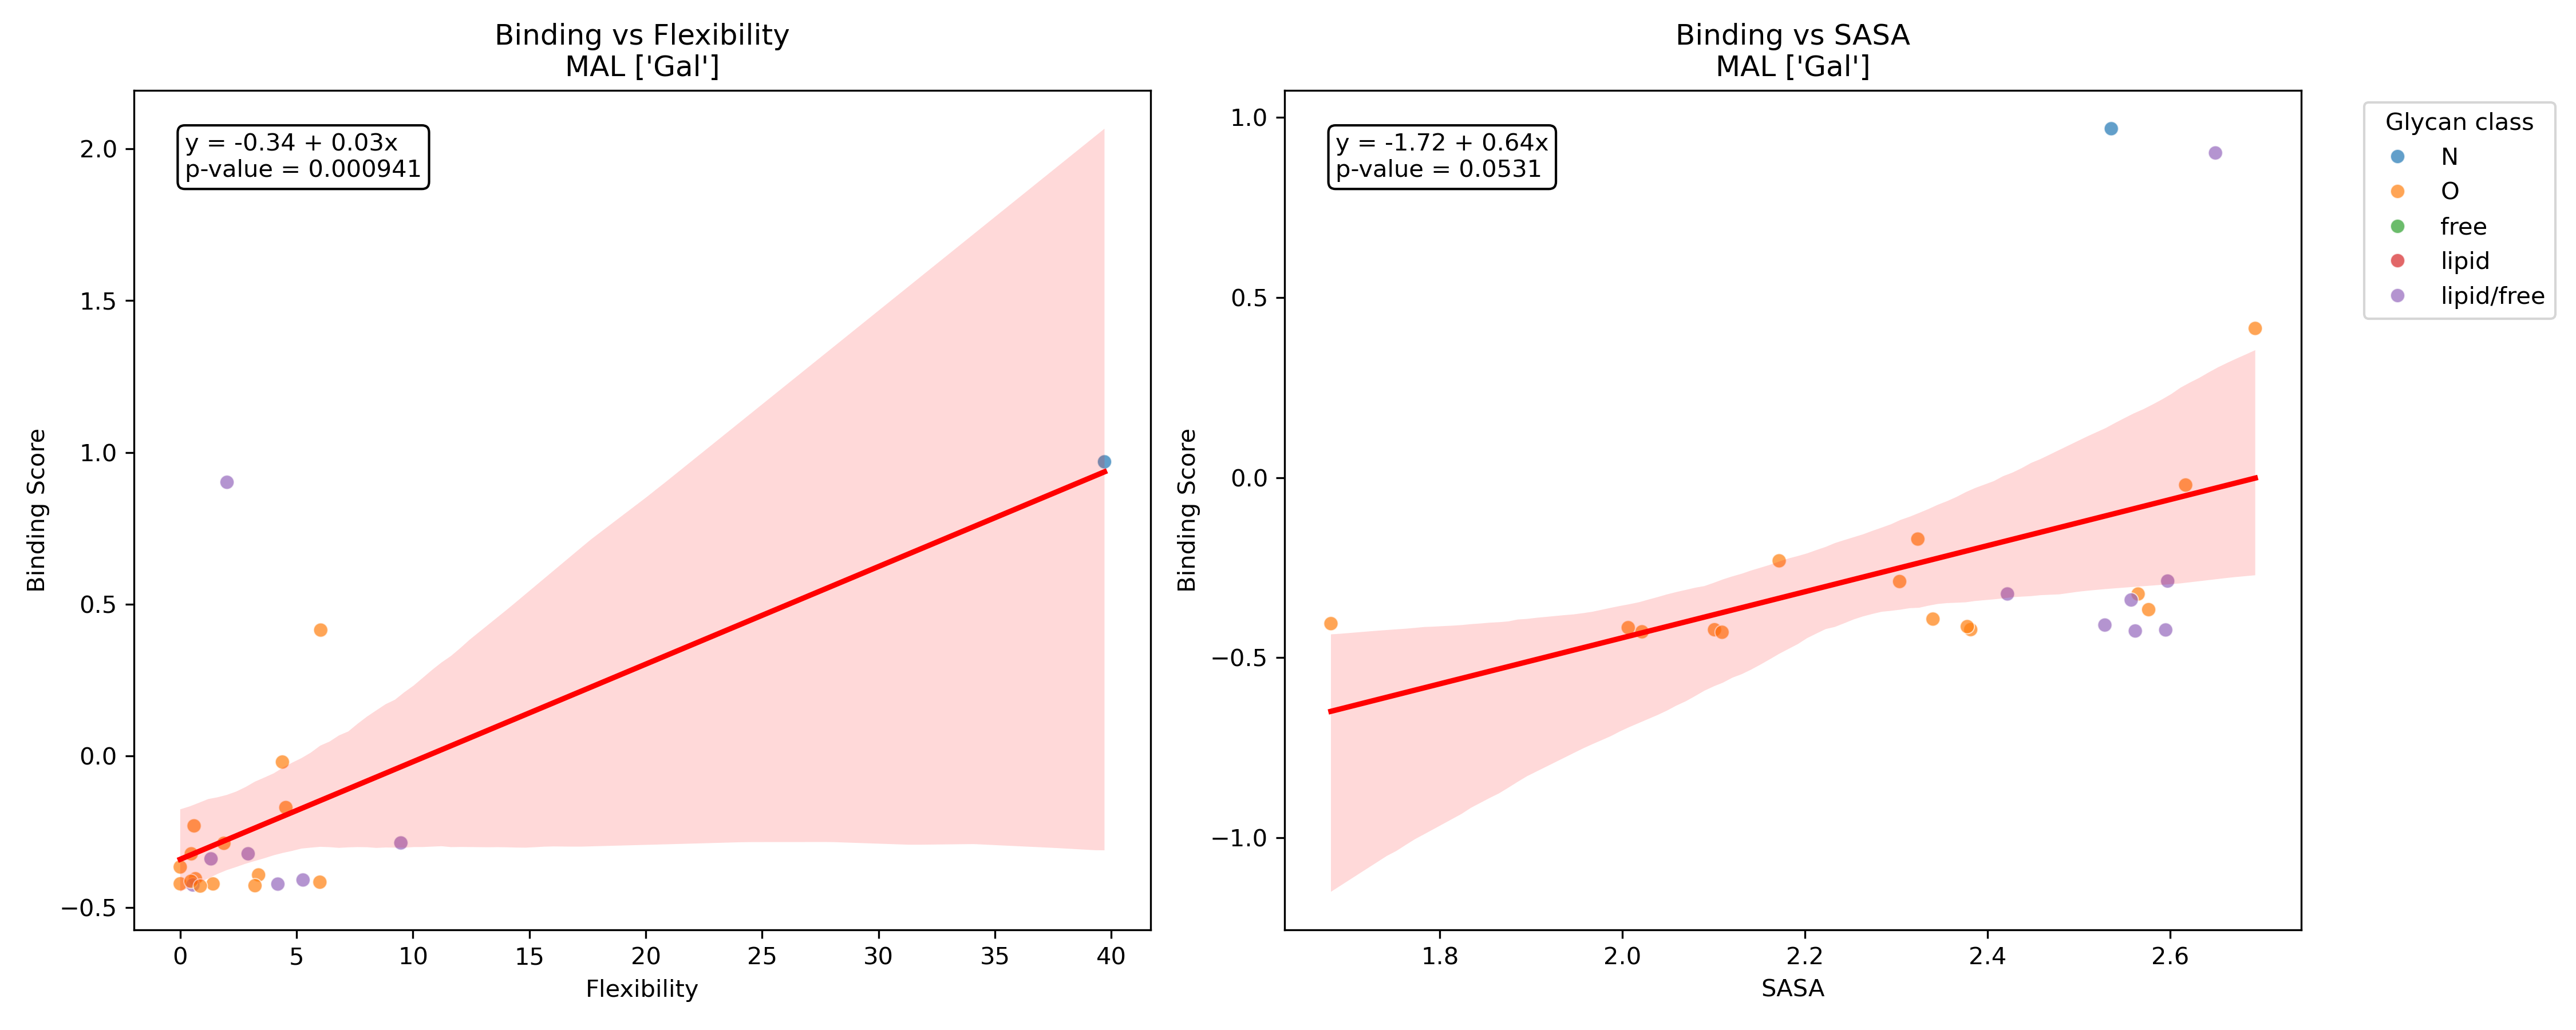 Binding vs Flexibility
MAL ['Gal']
y = -0.34 + 0.03x
p-value = 0.000941
2.0
1.5
1.0
0.5
0.0
−0.5
Binding Score
0 5 10 15 20 25 30 35 40
Flexibility
Binding vs SASA
MAL ['Gal']
y = -1.72 + 0.64x
p-value = 0.0531
1.0
0.5
0.0
−0.5
−1.0
Binding Score
1.8 2.0 2.2 2.4 2.6
SASA
Glycan class
N
O
free
lipid
lipid/free